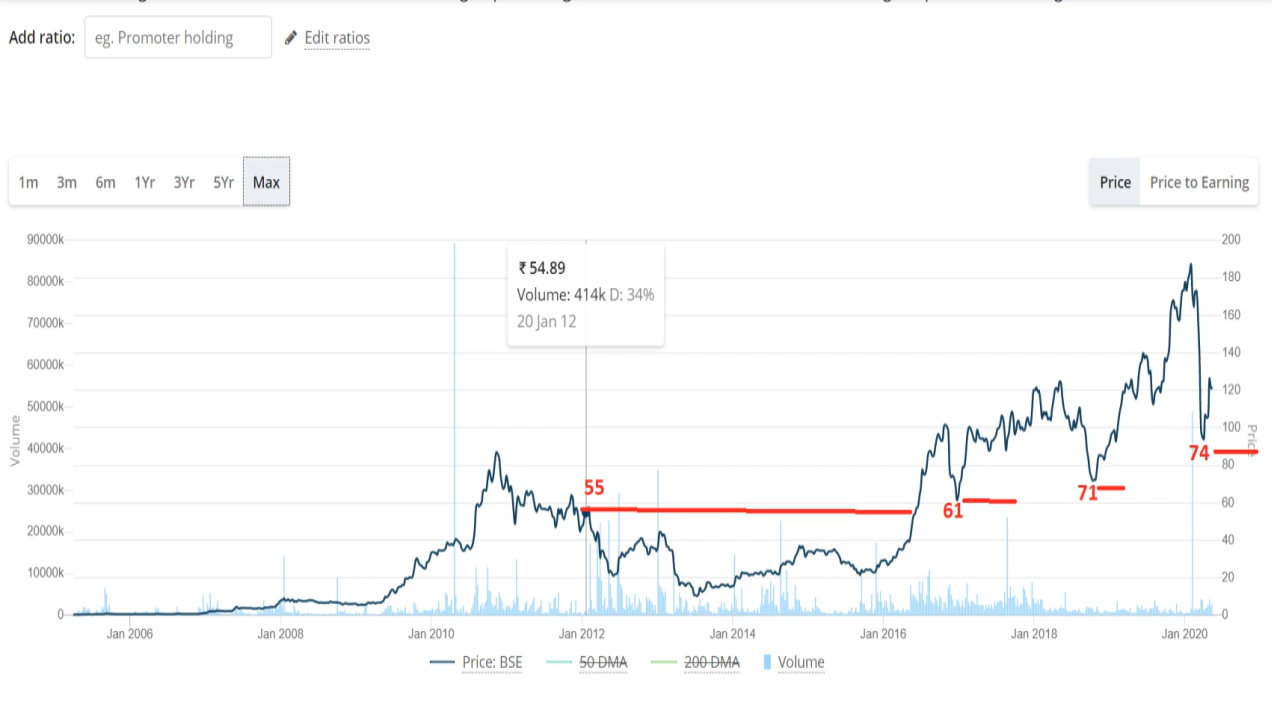 Add ratio: eg. Promoter holding Edit ratios
1m 3m 6m 1Yr 3Yr 5Yr Max Price Price to Earning
90000k 200
80000k 180
70000k 160
60000k 140
50000k 120
40000k 100
30000k 80
20000k 60
10000k 40
0 20
0
Volume
Price
₹ 54.89
Volume: 414k D: 34%
20 Jan 12
55
61
71
74
Jan 2006 Jan 2008 Jan 2010 Jan 2012 Jan 2014 Jan 2016 Jan 2018 Jan 2020
Price: BSE 50 DMA 200 DMA Volume